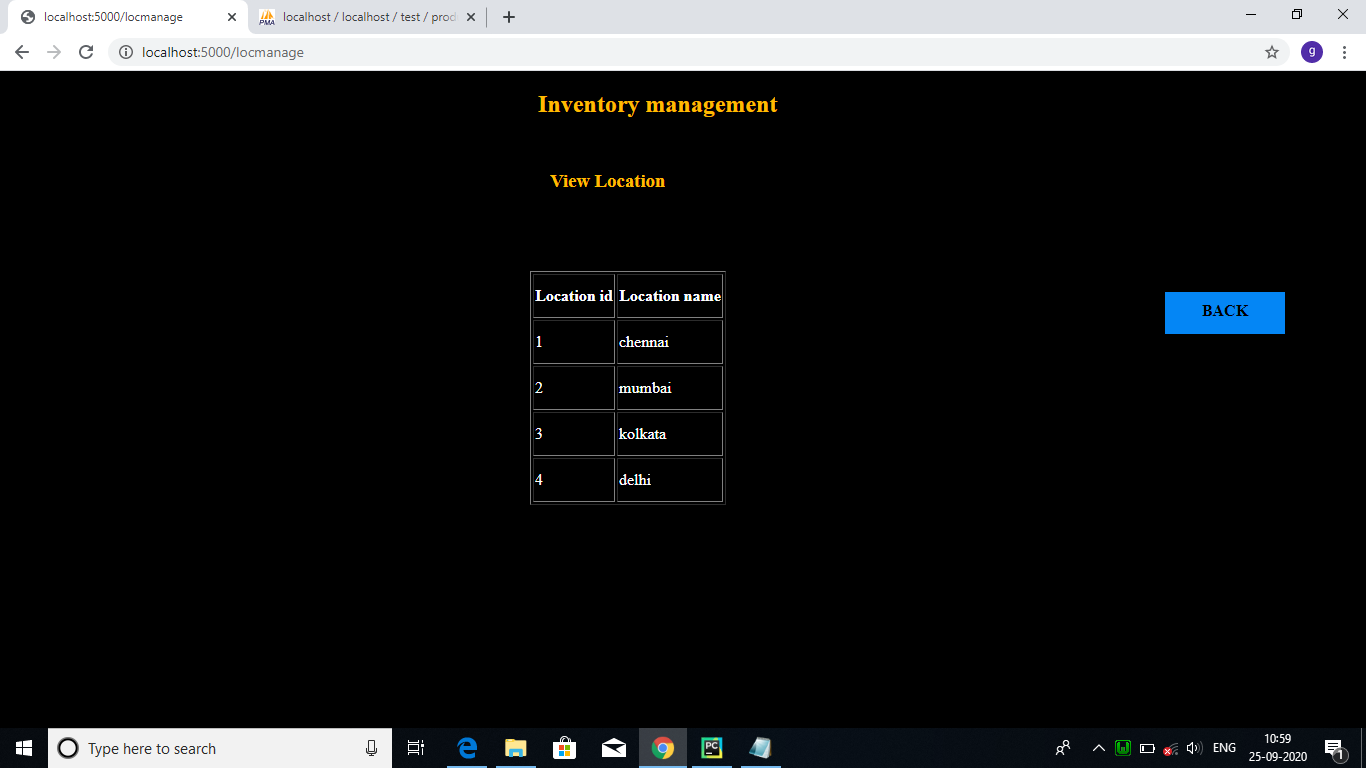 localhost:5000/locmanage
localhost / localhost / test / prod
localhost:5000/locmanage
g
Inventory management
View Location
Location id Location name
1 chennai
2 mumbai
3 kolkata
4 delhi
BACK
Type here to search
ENG
10:59
25-09-2020
1
PMA
PC